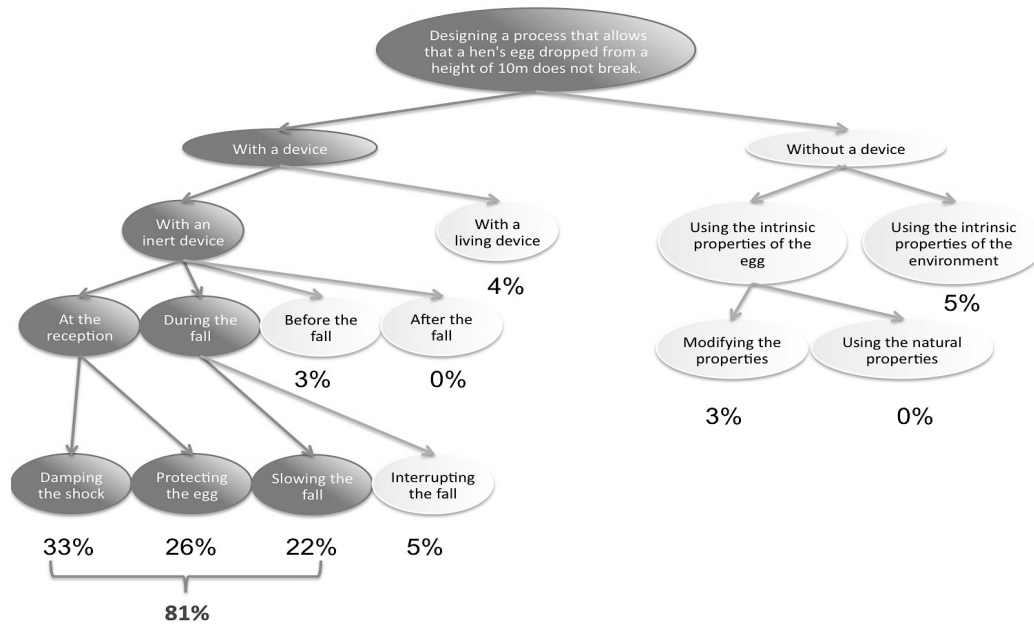 Designing a process that allows
that a hen's egg dropped from a
height of 10m does not break.
With a device
Without a device
With an
inert device
With a
living device
4%
Using the intrinsic
properties of the
egg
Using the intrinsic
properties of the
environment
5%
At the
reception
During the
fall
Before the
fall
3%
After the
fall
0%
Modifying the
properties
3%
Using the natural
properties
0%
Damping
the shock
33%
Protecting
the egg
26%
Slowing the
fall
22%
Interrupting
the fall
5%
81%